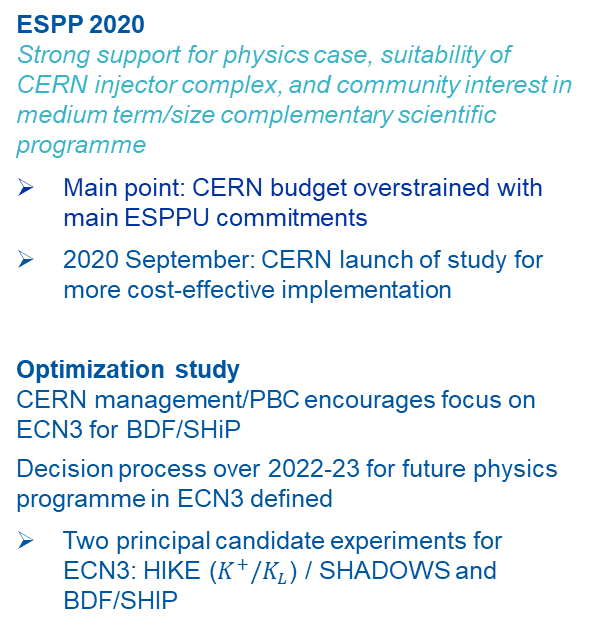 ESPP 2020
Strong support for physics case, suitability of
CERN injector complex, and community interest in
medium term/size complementary scientific
programme
➢ Main point: CERN budget overstrained with
main ESPPU commitments
➢ 2020 September: CERN launch of study for
more cost-effective implementation
Optimization study
CERN management/PBC encourages focus on
ECN3 for BDF/SHiP
Decision process over 2022-23 for future physics
programme in ECN3 defined
➢ Two principal candidate experiments for
ECN3: HIKE (K⁺/K_L) / SHADOWS and
BDF/SHIP